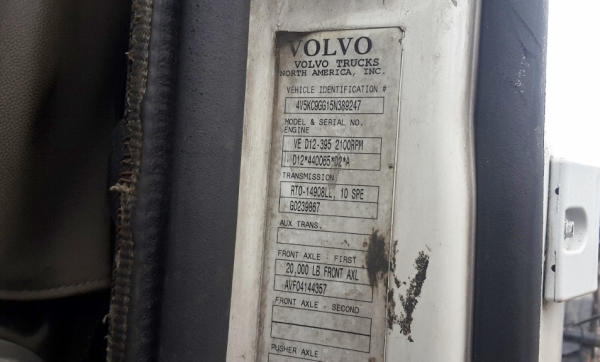 VOLVO
VOLVO TRUCKS
NORTH AMERICA, INC.
VEHICLE IDENTIFICATION #
4V5KC9GG15N389247
MODEL & SERIAL NO.
ENGINE
VE D12-395 2100RPM
D12*440065*D2*A
TRANSMISSION
RTO-14908LL, 10 SPE
G0239867
AUX TRANS.
FRONT AXLE - FIRST
20,000 LB FRONT AXL
AVF04144357
FRONT AXLE - SECOND
PUSHER AXLE